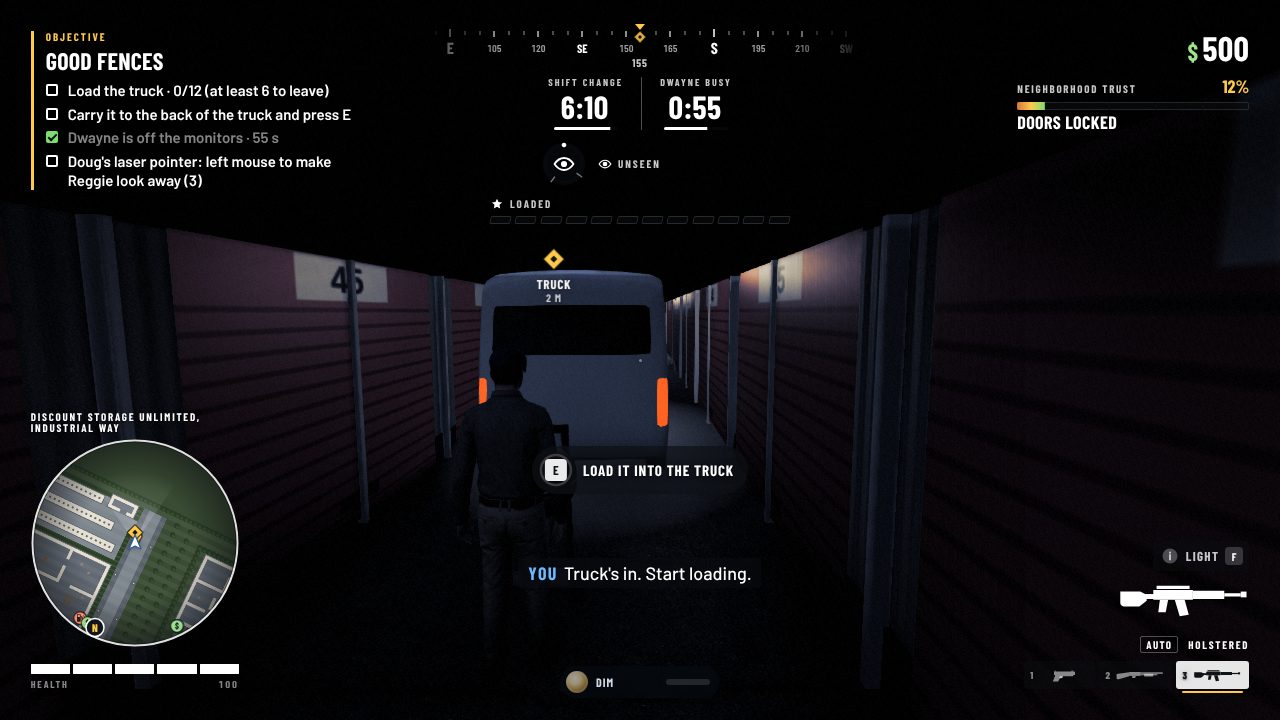 OBJECTIVE
GOOD FENCES
Load the truck · 0/12 (at least 6 to leave)
Carry it to the back of the truck and press E
Dwayne is off the monitors · 55 s
Doug's laser pointer: left mouse to make
Reggie look away (3)
E 105 120 SE 150 165 S 195 210 SW
155
SHIFT CHANGE DWAYNE BUSY
6:10 0:55
UNSEEN
LOADED
$500
NEIGHBORHOOD TRUST 12%
DOORS LOCKED
45
TRUCK
2 M
E LOAD IT INTO THE TRUCK
YOU Truck's in. Start loading.
DISCOUNT STORAGE UNLIMITED,
INDUSTRIAL WAY
N
$
HEALTH 100
DIM
LIGHT F
AUTO HOLSTERED
1 2 3